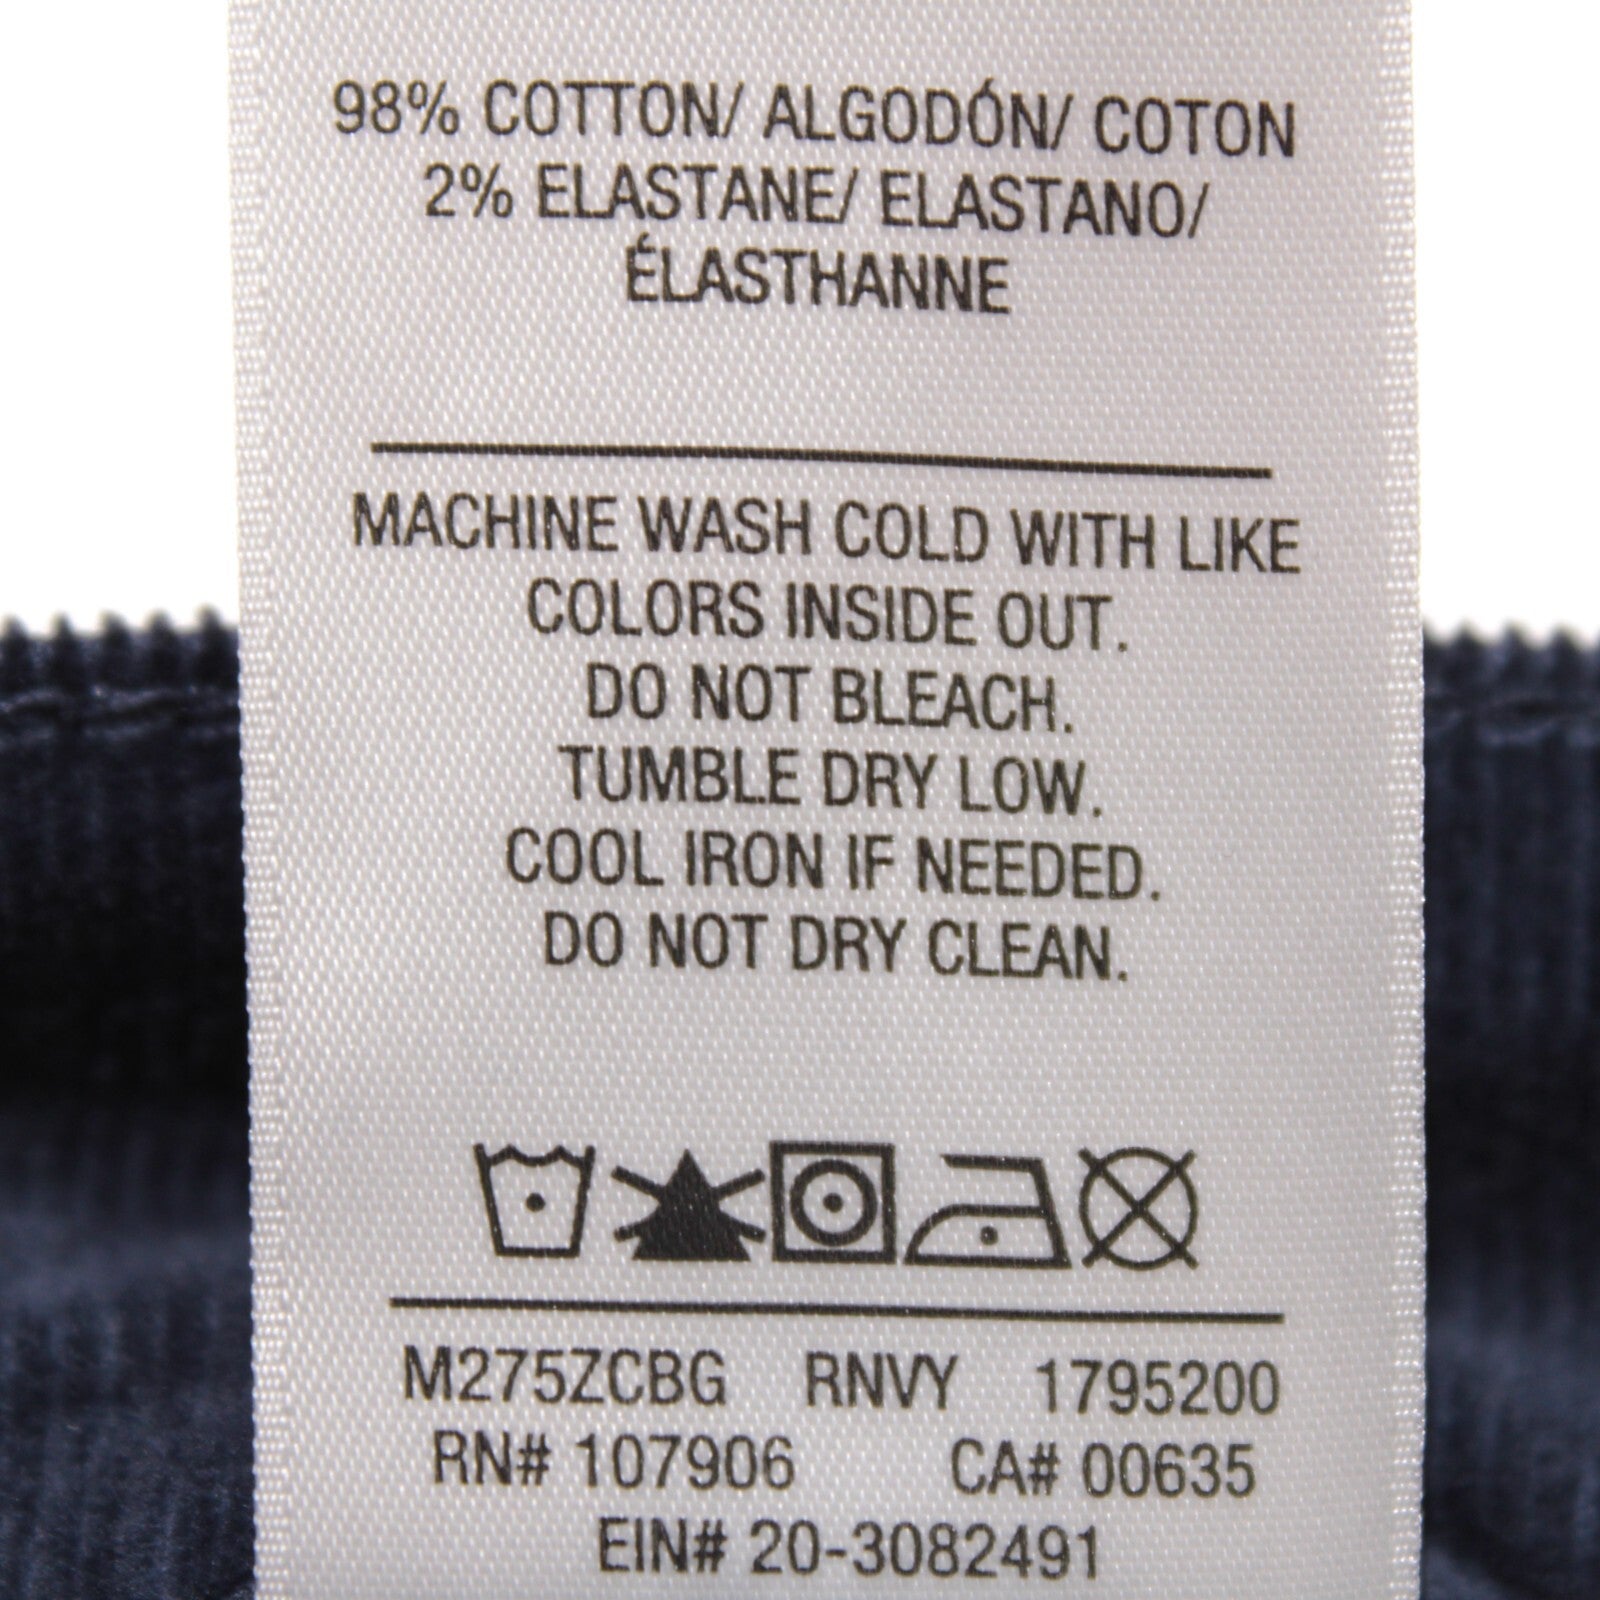 98% COTTON/ ALGODÓN/ COTON
2% ELASTANE/ ELASTANO/
ÉLASTHANNE
MACHINE WASH COLD WITH LIKE
COLORS INSIDE OUT.
DO NOT BLEACH.
TUMBLE DRY LOW.
COOL IRON IF NEEDED.
DO NOT DRY CLEAN.
M275ZCBG RNVY 1795200
RN# 107906 CA# 00635
EIN# 20-3082491